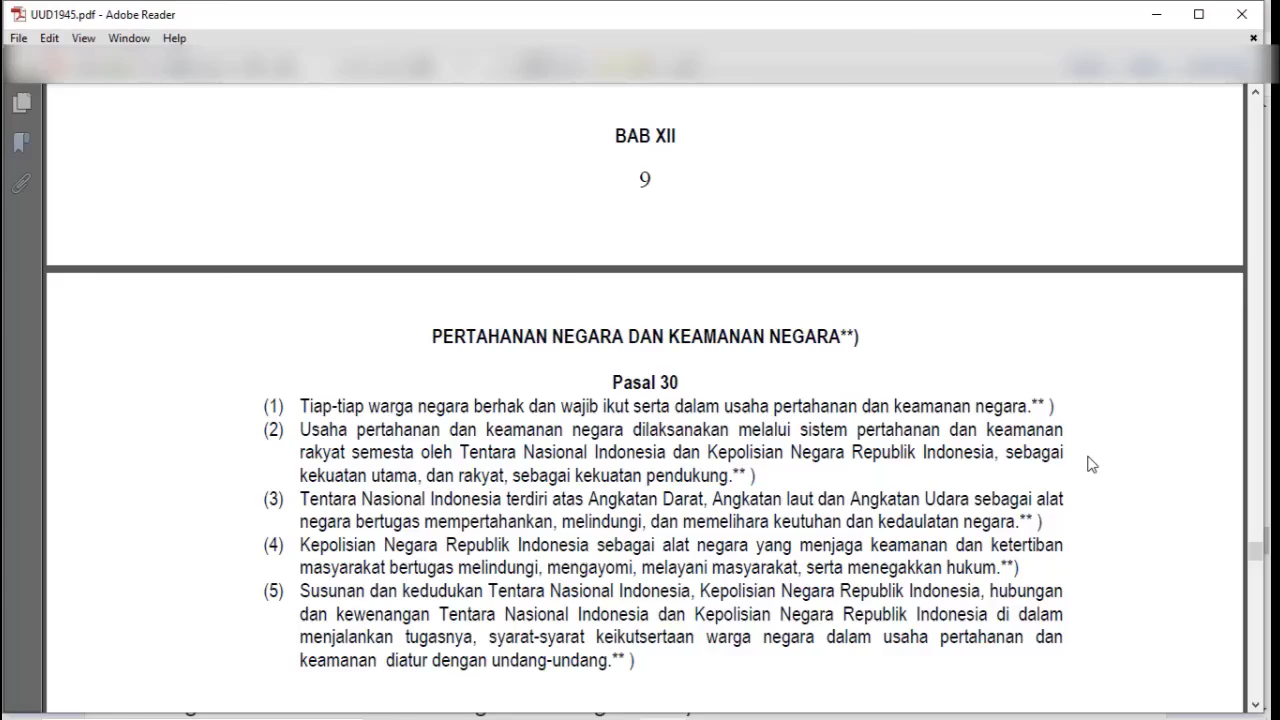 UUD1945.pdf - Adobe Reader
File Edit View Window Help
BAB XII
9
PERTAHANAN NEGARA DAN KEAMANAN NEGARA**)
Pasal 30
(1) Tiap-tiap warga negara berhak dan wajib ikut serta dalam usaha pertahanan dan keamanan negara.** )
(2) Usaha pertahanan dan keamanan negara dilaksanakan melalui sistem pertahanan dan keamanan
rakyat semesta oleh Tentara Nasional Indonesia dan Kepolisian Negara Republik Indonesia, sebagai
kekuatan utama, dan rakyat, sebagai kekuatan pendukung.** )
(3) Tentara Nasional Indonesia terdiri atas Angkatan Darat, Angkatan laut dan Angkatan Udara sebagai alat
negara bertugas mempertahankan, melindungi, dan memelihara keutuhan dan kedaulatan negara.** )
(4) Kepolisian Negara Republik Indonesia sebagai alat negara yang menjaga keamanan dan ketertiban
masyarakat bertugas melindungi, mengayomi, melayani masyarakat, serta menegakkan hukum.**)
(5) Susunan dan kedudukan Tentara Nasional Indonesia, Kepolisian Negara Republik Indonesia, hubungan
dan kewenangan Tentara Nasional Indonesia dan Kepolisian Negara Republik Indonesia di dalam
menjalankan tugasnya, syarat-syarat keikutsertaan warga negara dalam usaha pertahanan dan
keamanan diatur dengan undang-undang.** )